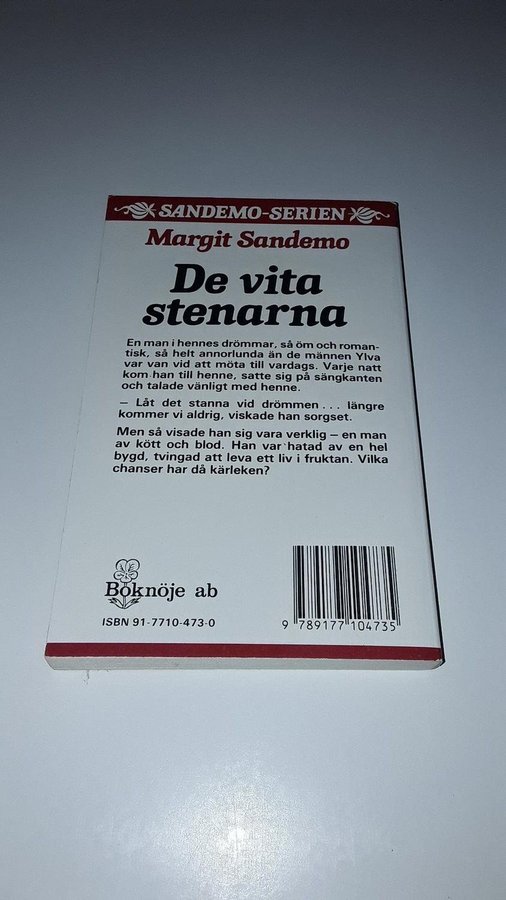 SANDEMO-SERIEN
Margit Sandemo
De vita
stenarna
En man i hennes drömmar, så öm och roman-
tisk, så helt annorlunda än de männen Ylva
var van vid att möta till vardags. Varje natt
kom han till henne, satte sig på sängkanten
och talade vänligt med henne.
– Låt det stanna vid drömmen... längre
kommer vi aldrig, viskade han sorgset.
Men så visade han sig vara verklig – en man
av kött och blod. Han var hatad av en hel
bygd, tvingad att leva ett liv i fruktan. Vilka
chanser har då kärleken?
Boknöje ab
ISBN 91-7710-473-0
9 789177 104735